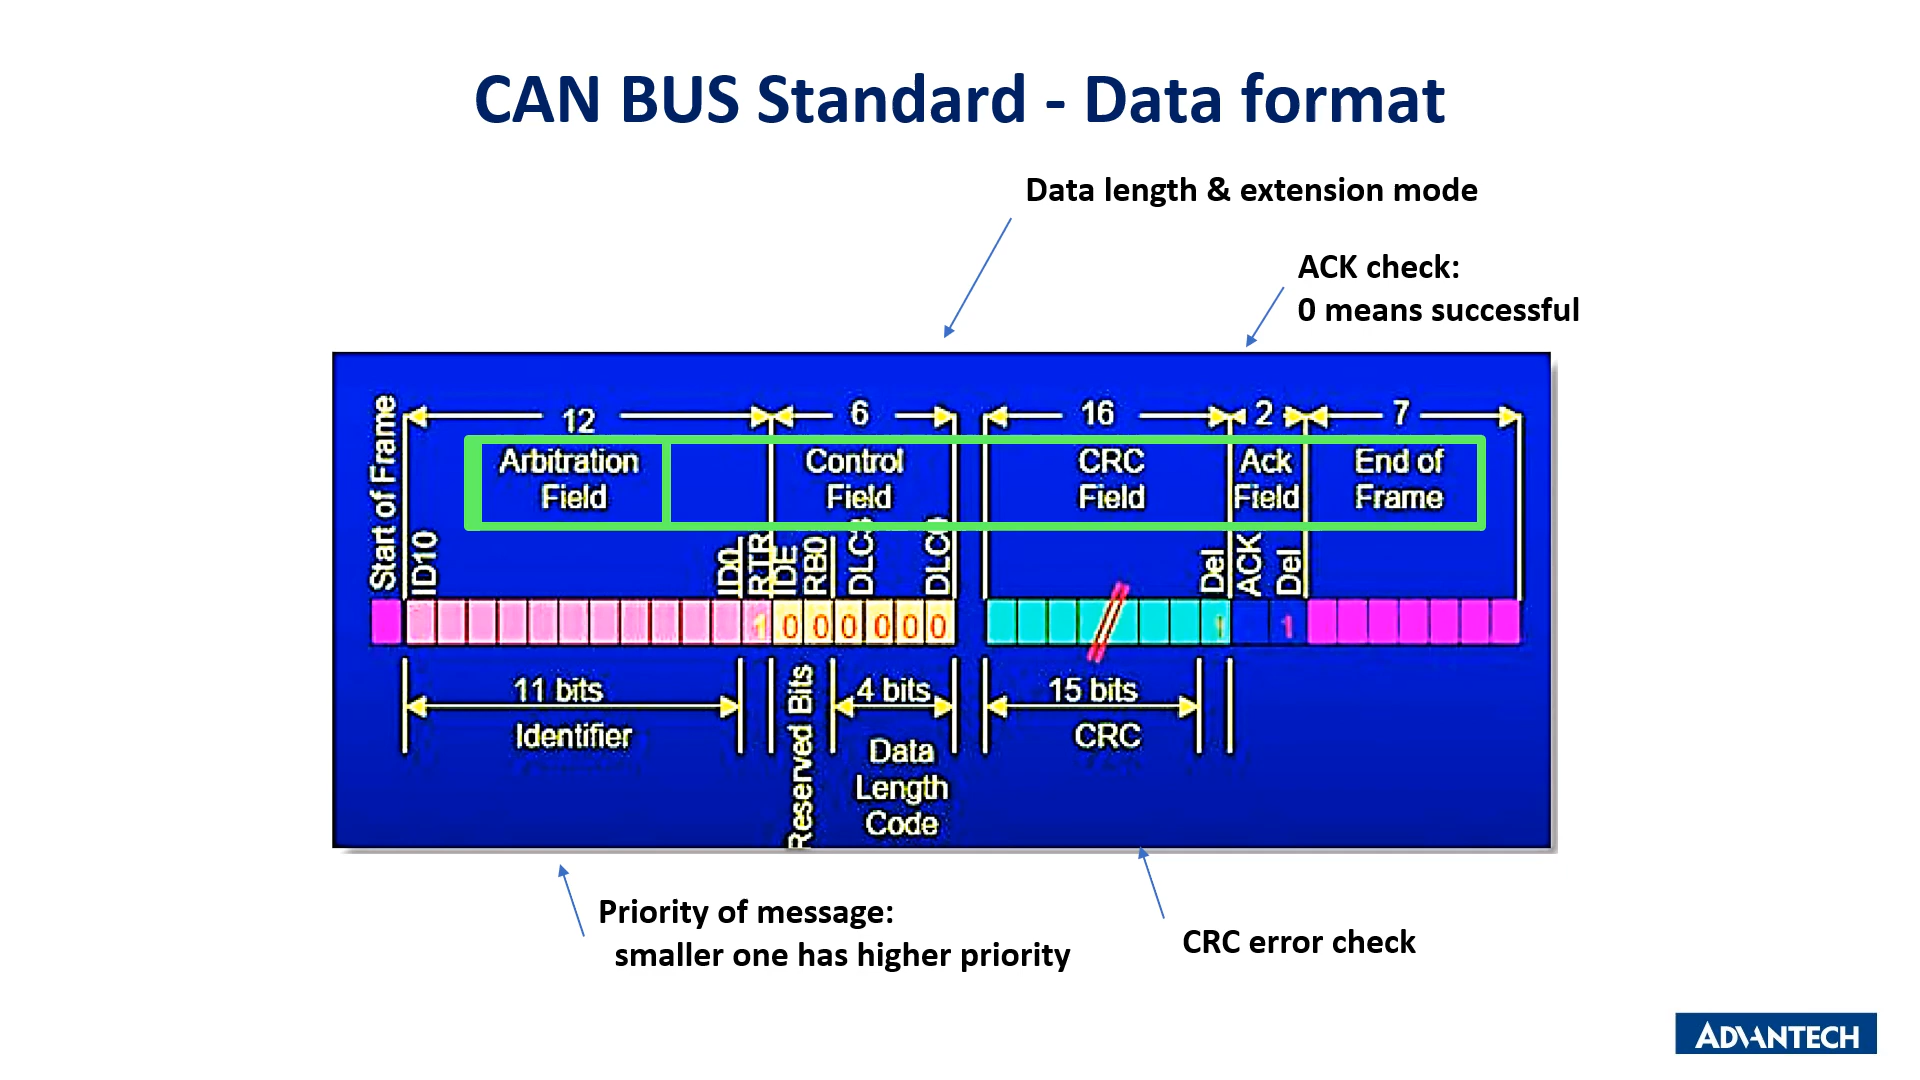 CAN BUS Standard - Data format
Data length & extension mode
ACK check:
0 means successful
Start of Frame
12
6
16
2
7
Arbitration
Field
Control
Field
CRC
Field
Ack
Field
End of
Frame
ID10
ID0
RTR
IDE
RB0
DLC
DLC0
Del
ACK
Del
1 0 0 0 0 0 0
1
1
11 bits
Identifier
Reserved Bits
4 bits
Data
Length
Code
15 bits
CRC
Priority of message:
smaller one has higher priority
CRC error check
ADVANTECH